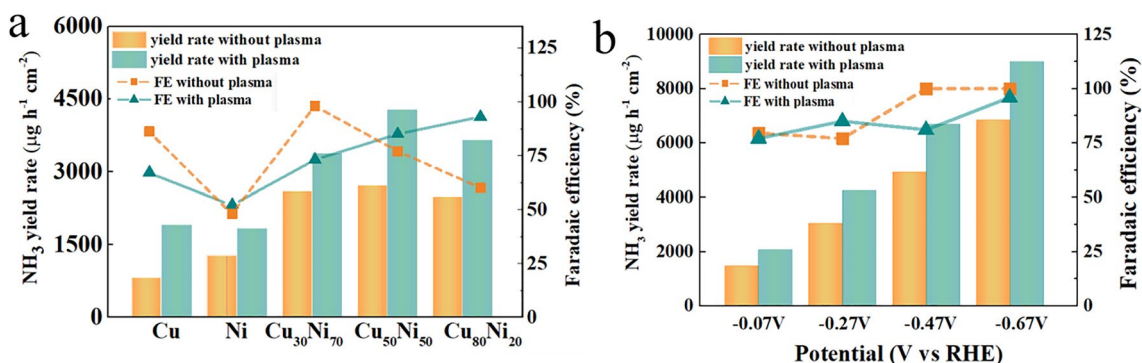 a
6000
4500
3000
1500
0
NH3 yield rate (μg h⁻¹ cm⁻²)
yield rate without plasma
yield rate with plasma
FE without plasma
FE with plasma
125
100
75
50
25
0
Faradaic efficiency (%)
Cu Ni Cu30Ni70 Cu50Ni50 Cu80Ni20
b
10000
8000
6000
4000
2000
0
NH3 yield rate (μg h⁻¹ cm⁻²)
yield rate without plasma
yield rate with plasma
FE without plasma
FE with plasma
125
100
75
50
25
0
Faradaic efficiency (%)
-0.07V -0.27V -0.47V -0.67V
Potential (V vs RHE)